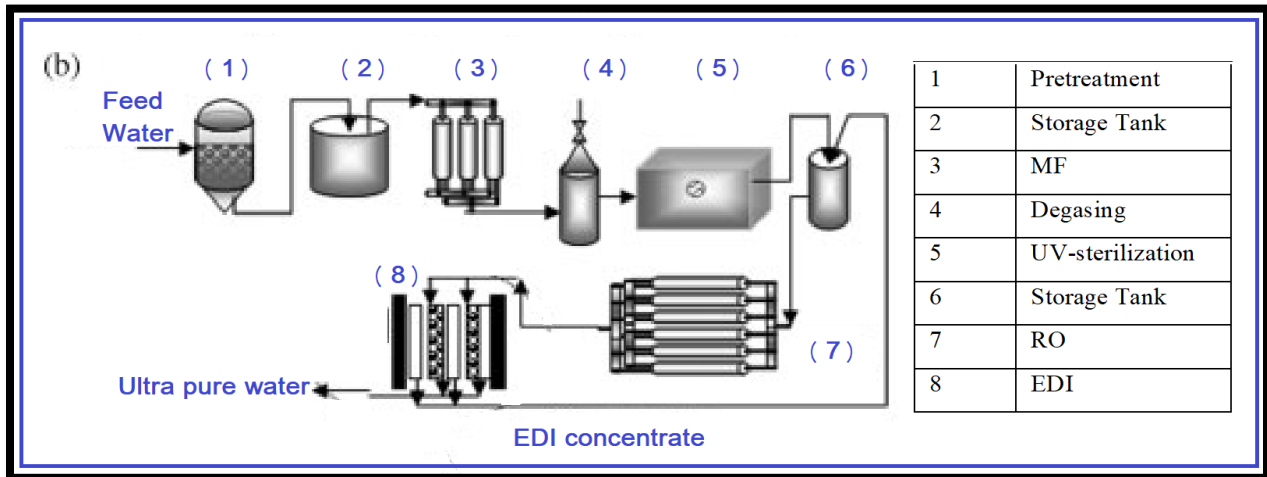 (b)
( 1 )
( 2 )
( 3 )
( 4 )
( 5 )
( 6 )
Feed
Water
( 8 )
( 7 )
Ultra pure water
EDI concentrate
1 Pretreatment
2 Storage Tank
3 MF
4 Degasing
5 UV-sterilization
6 Storage Tank
7 RO
8 EDI